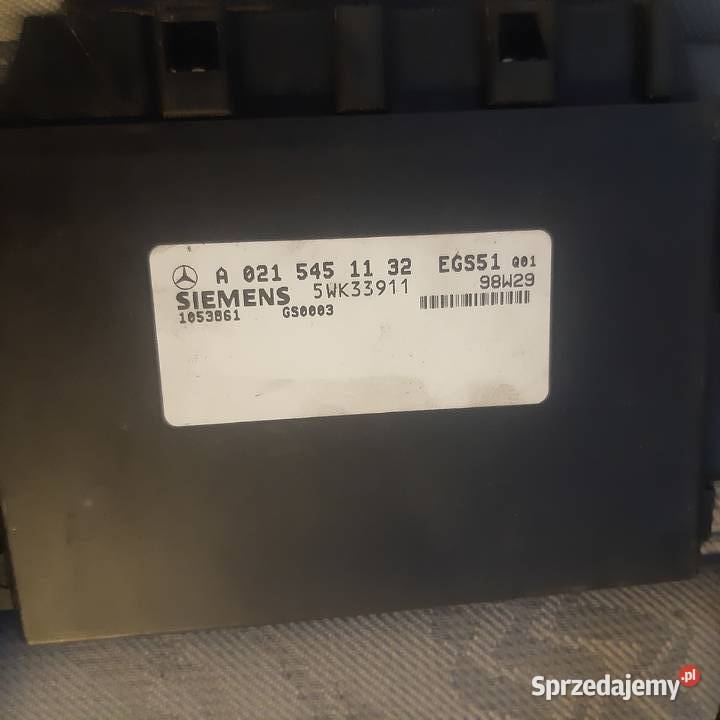 A 021 545 11 32 EGS51 Q01
SIEMENS 5WK33911 98W29
1053861 GS0003
Sprzedajemy.pl